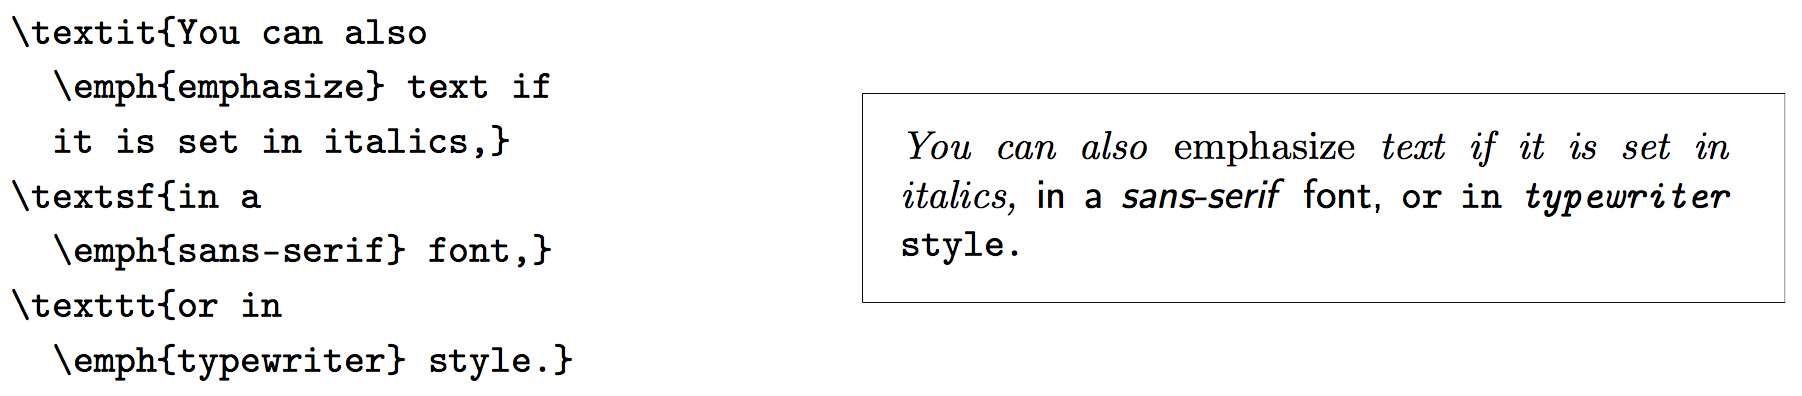 \textit{You can also
\emph{emphasize} text if
it is set in italics,}
\textsf{in a
\emph{sans-serif} font,}
\texttt{or in
\emph{typewriter} style.}
You can also emphasize text if it is set in
italics, in a sans-serif font, or in typewriter
style.